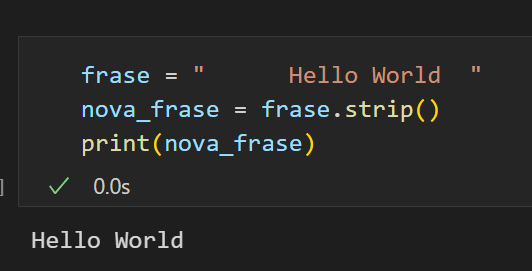 frase = "      Hello World  "
nova_frase = frase.strip()
print(nova_frase)
]
✓ 0.0s
Hello World